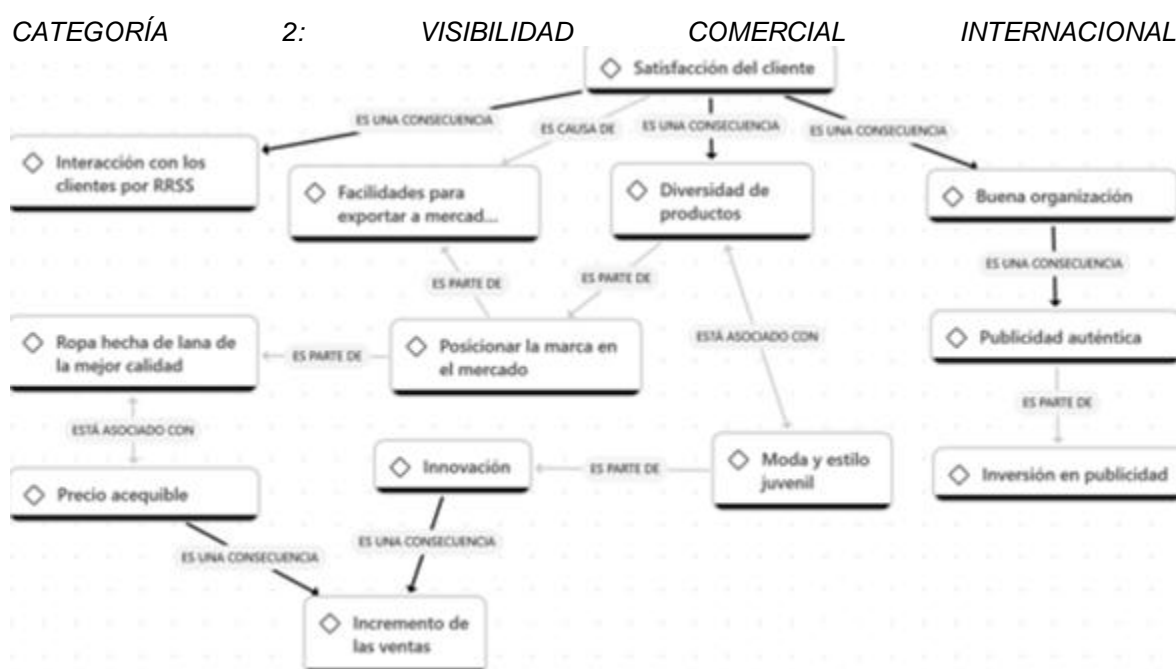 CATEGORÍA 2: VISIBILIDAD COMERCIAL INTERNACIONAL
Satisfacción del cliente
ES UNA CONSECUENCIA
ES CAUSA DE
ES UNA CONSECUENCIA
ES UNA CONSECUENCIA
Interacción con los
clientes por RRSS
Facilidades para
exportar a mercad...
Diversidad de
productos
Buena organización
ES PARTE DE
ES PARTE DE
ES UNA CONSECUENCIA
Ropa hecha de lana de
la mejor calidad
ES PARTE DE
Posicionar la marca en
el mercado
ESTÁ ASOCIADO CON
Publicidad auténtica
ESTÁ ASOCIADO CON
ES PARTE DE
Precio acequible
Innovación
ES PARTE DE
Moda y estilo
juvenil
Inversión en publicidad
ES UNA CONSECUENCIA
ES UNA CONSECUENCIA
Incremento de
las ventas